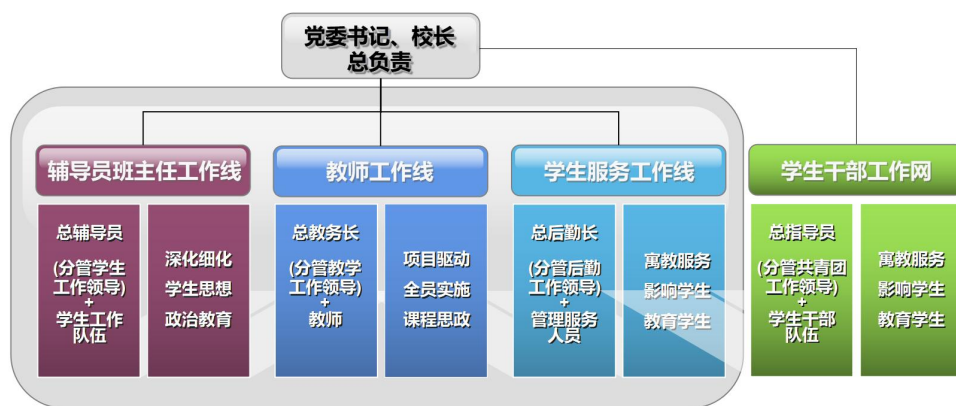 党委书记、校长
总负责
辅导员班主任工作线
教师工作线
学生服务工作线
学生干部工作网
总辅导员
(分管学生
工作领导)
+
学生工作
队伍
深化细化
学生思想
政治教育
总教务长
(分管教学
工作领导)
+
教师
项目驱动
全员实施
课程思政
总后勤长
(分管后勤
工作领导)
+
管理服务
人员
寓教服务
影响学生
教育学生
总指导员
(分管共青团
工作领导)
+
学生干部
队伍
寓教服务
影响学生
教育学生